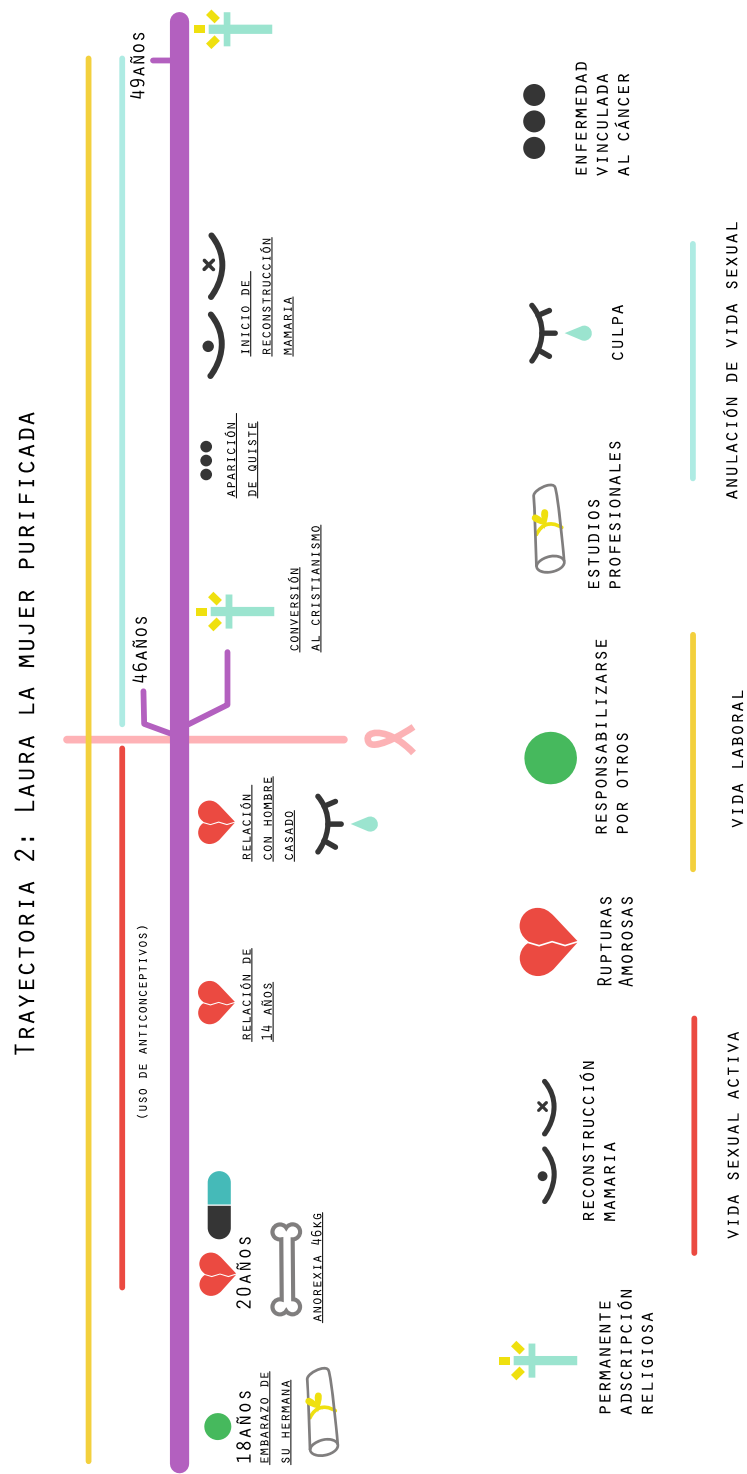 Trayectoria 2: Laura la mujer purificada
(uso de anticonceptivos)
46años
49años
18años
embarazo de
su hermana
20años
anorexia 46kg
relación de
14 años
relación
con hombre
casado
conversión
al cristianismo
aparición
de quiste
inicio de
reconstrucción
mamaria
permanente
adscripción
religiosa
reconstrucción
mamaria
Rupturas
Amorosas
responsabilizarse
por otros
estudios
profesionales
culpa
enfermedad
vinculada
al cáncer
vida sexual activa
vida laboral
anulación de vida sexual